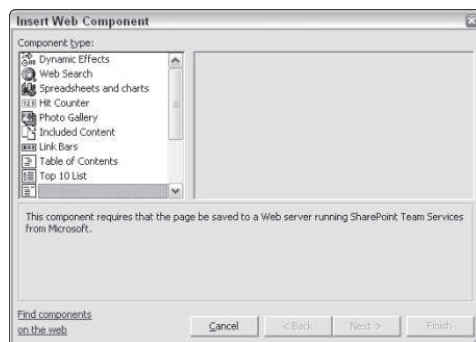 Insert Web Component
Component type:
Dynamic Effects
Web Search
Spreadsheets and charts
Hit Counter
Photo Gallery
Included Content
Link Bars
Table of Contents
Top 10 List
This component requires that the page be saved to a Web server running SharePoint Team Services
from Microsoft.
Find components
on the web
Cancel
< Back
Next >
Finish